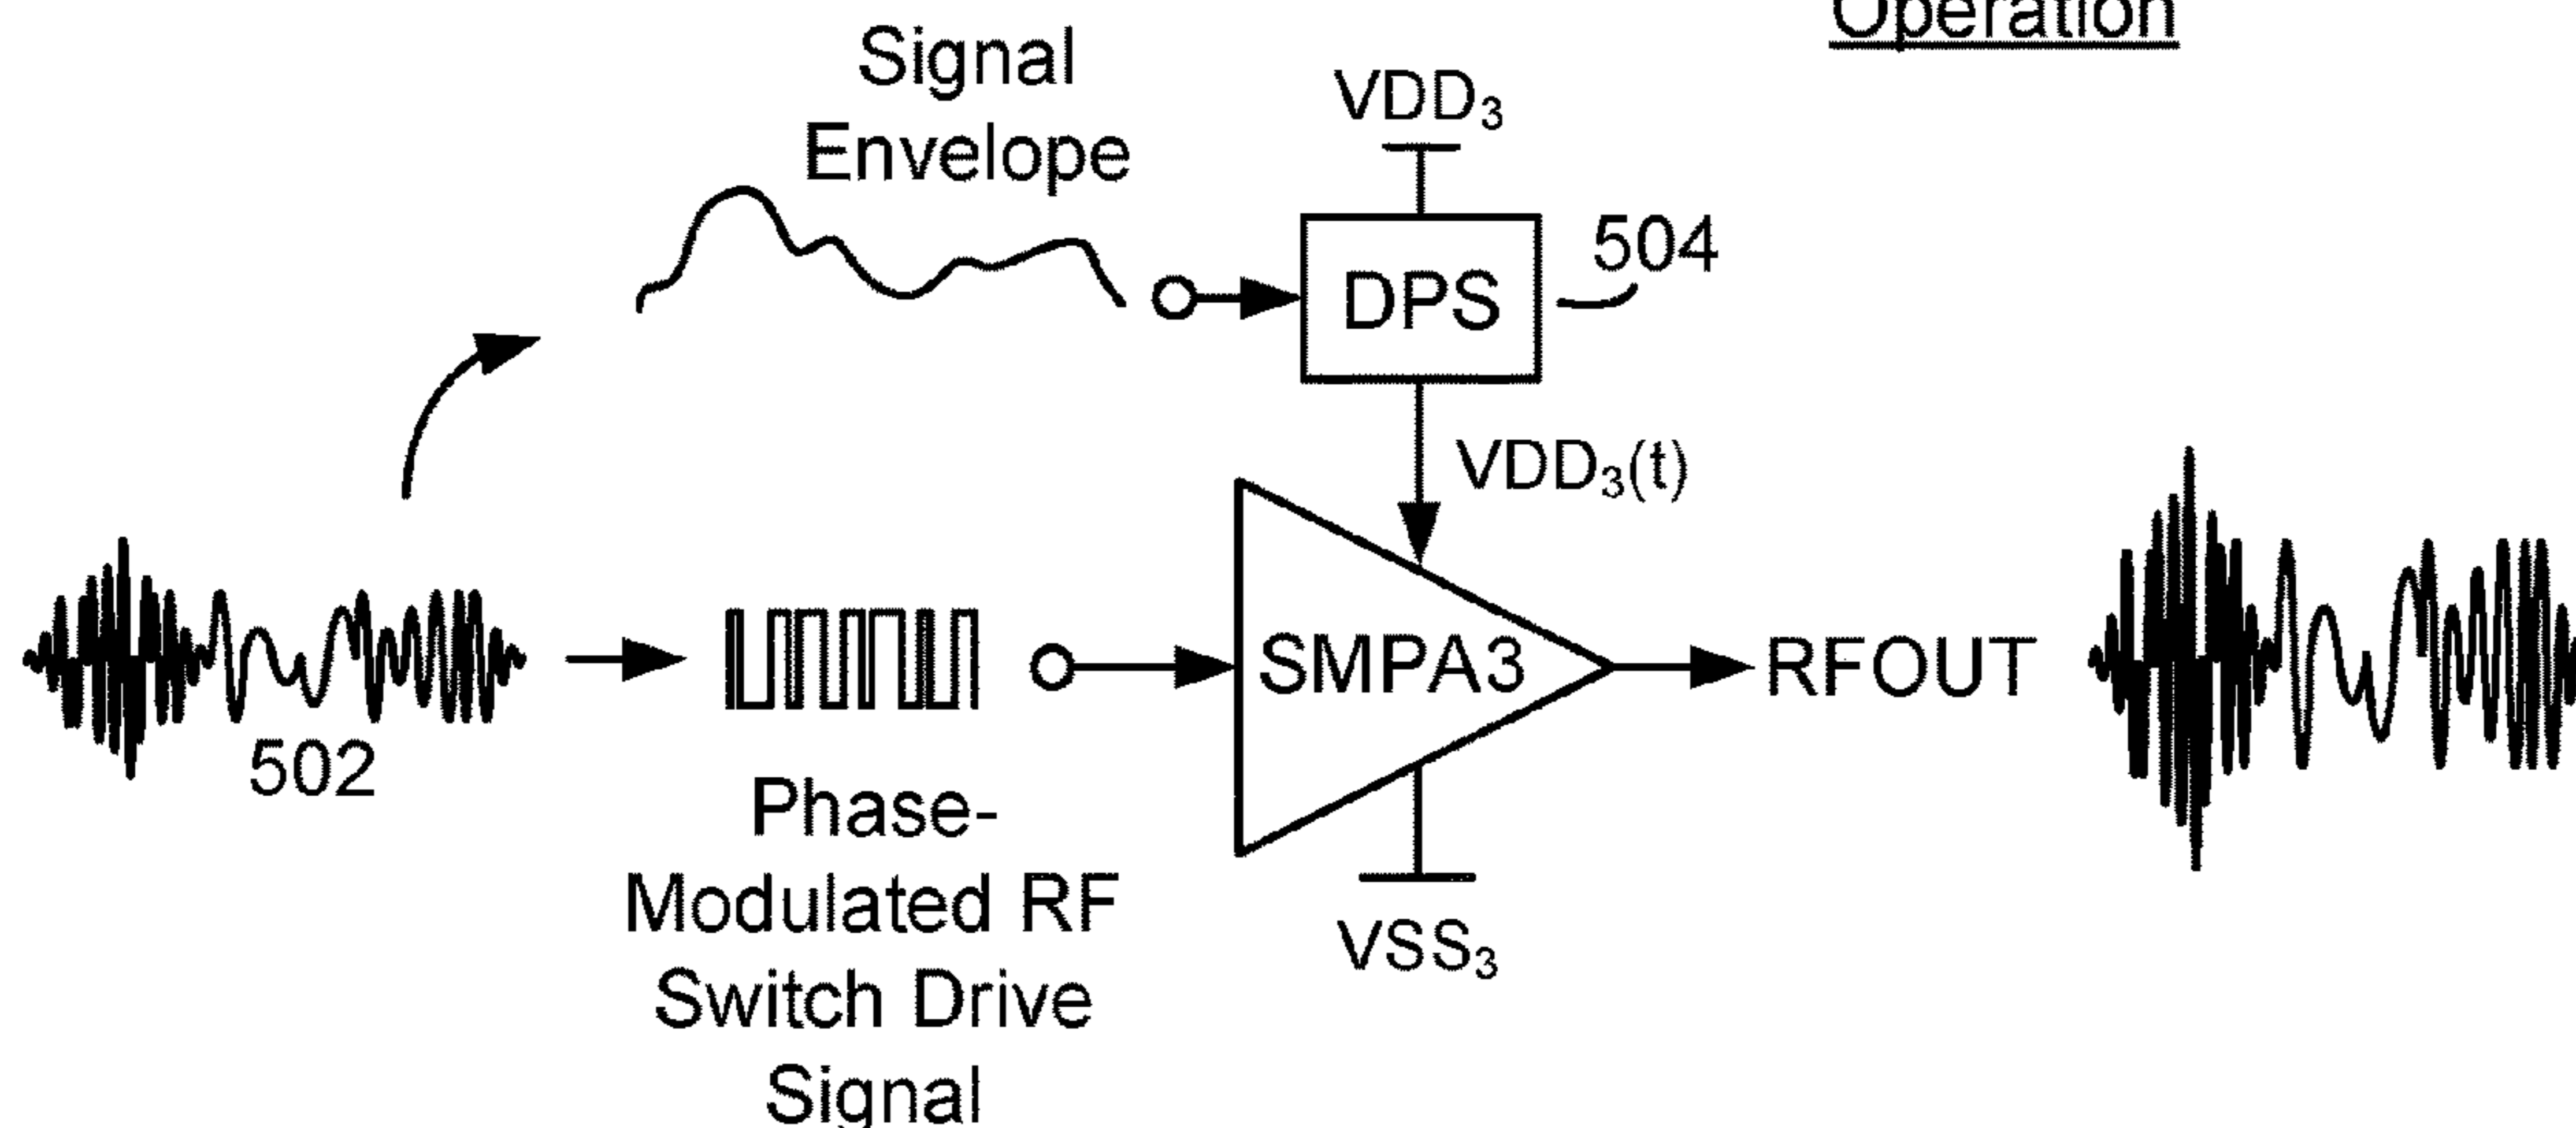 Operation
Signal
Envelope
VDD₃
504
DPS
VDD₃(t)
SMPA3
RFOUT
502
Phase-
Modulated RF
Switch Drive
Signal
VSS₃